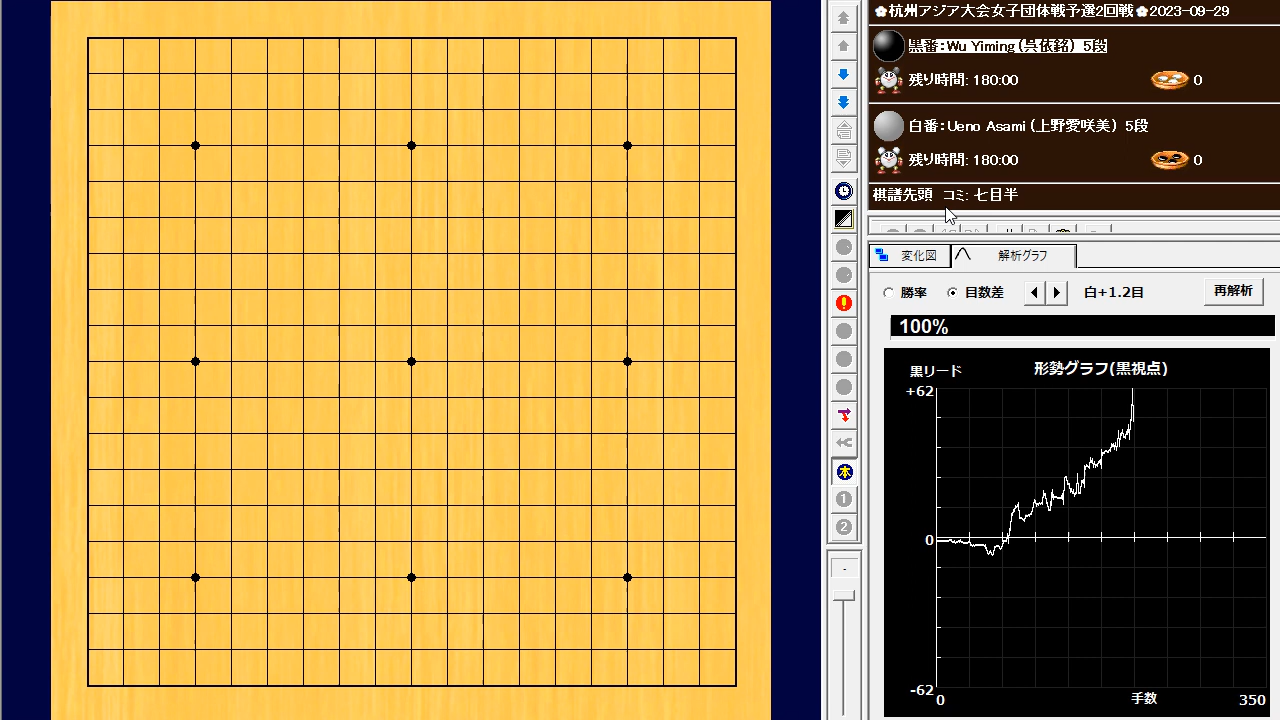 杭州アジア大会女子団体戦予選2回戦 2023-09-29
黒番:Wu Yiming (呉依銘) 5段
残り時間: 180:00
0
白番:Ueno Asami (上野愛咲美) 5段
残り時間: 180:00
0
棋譜先頭 コミ: 七目半
変化図
解析グラフ
勝率
目数差
白+1.2目
再解析
100%
黒リード
形勢グラフ(黒視点)
+62
0
-62
0
手数
350
1
2
-